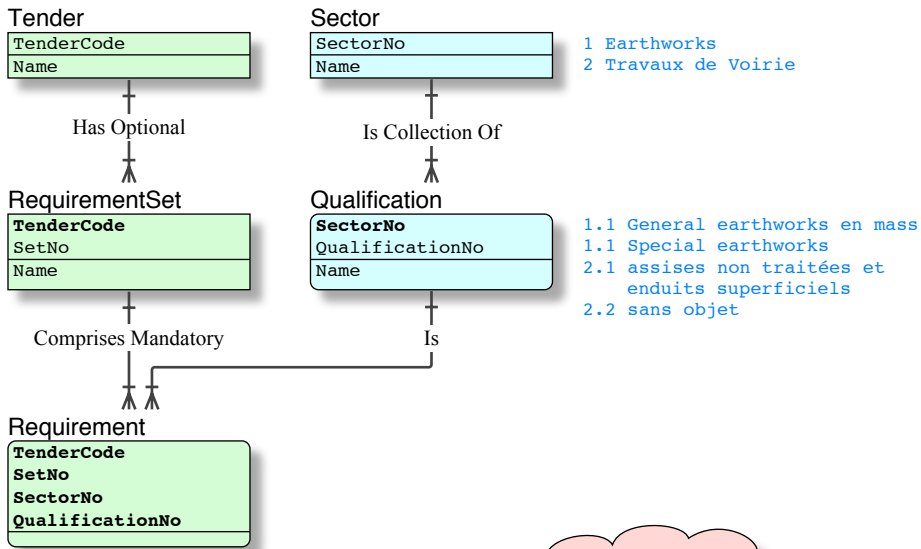 Tender
TenderCode
Name
Sector
SectorNo
Name
1 Earthworks
2 Travaux de Voirie
Has Optional
Is Collection Of
RequirementSet
TenderCode
SetNo
Name
Qualification
SectorNo
QualificationNo
Name
1.1 General earthworks en mass
1.1 Special earthworks
2.1 assises non traitées et
enduits superficiels
2.2 sans objet
Comprises Mandatory
Is
Requirement
TenderCode
SetNo
SectorNo
QualificationNo